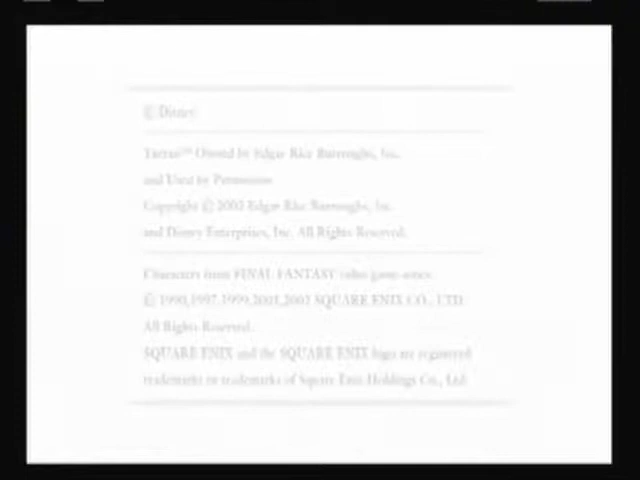 © Disney
Tarzan™ Owned by Edgar Rice Burroughs, Inc.
and Used by Permission.
Copyright © 2002 Edgar Rice Burroughs, Inc.
and Disney Enterprises, Inc. All Rights Reserved.
Characters from FINAL FANTASY video game series:
© 1990,1997,1999,2001,2002 SQUARE ENIX CO., LTD.
All Rights Reserved.
SQUARE ENIX and the SQUARE ENIX logo are registered
trademarks or trademarks of Square Enix Holdings Co., Ltd.